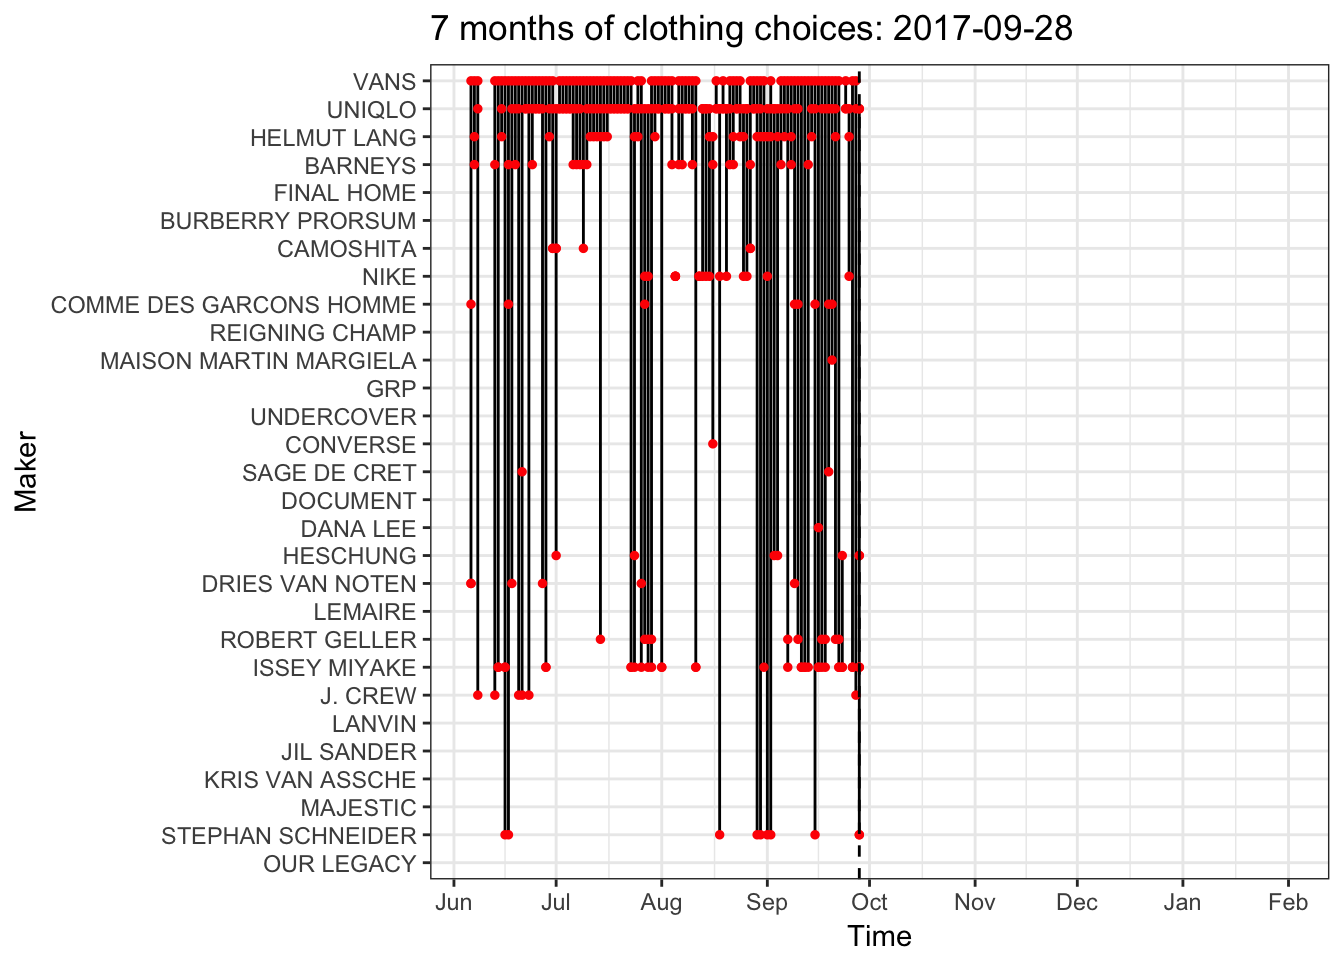 7 months of clothing choices: 2017-09-28
VANS
UNIQLO
HELMUT LANG
BARNEYS
FINAL HOME
BURBERRY PRORSUM
CAMOSHITA
NIKE
COMME DES GARCONS HOMME
REIGNING CHAMP
MAISON MARTIN MARGIELA
GRP
UNDERCOVER
CONVERSE
SAGE DE CRET
DOCUMENT
DANA LEE
HESCHUNG
DRIES VAN NOTEN
LEMAIRE
ROBERT GELLER
ISSEY MIYAKE
J. CREW
LANVIN
JIL SANDER
KRIS VAN ASSCHE
MAJESTIC
STEPHAN SCHNEIDER
OUR LEGACY
Maker
Jun Jul Aug Sep Oct Nov Dec Jan Feb
Time